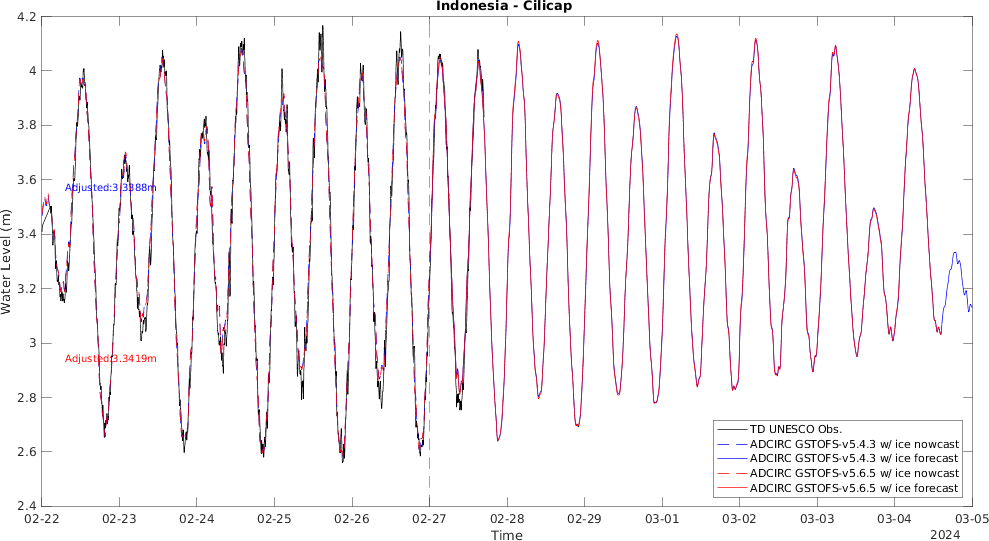 Indonesia - Cilicap
4.2
4
3.8
3.6
3.4
3.2
3
2.8
2.6
2.4
Water Level (m)
Adjusted:3.3388m
Adjusted:3.3419m
TD UNESCO Obs.
ADCIRC GSTOFS-v5.4.3 w/ ice nowcast
ADCIRC GSTOFS-v5.4.3 w/ ice forecast
ADCIRC GSTOFS-v5.6.5 w/ ice nowcast
ADCIRC GSTOFS-v5.6.5 w/ ice forecast
02-22 02-23 02-24 02-25 02-26 02-27 02-28 02-29 03-01 03-02 03-03 03-04 03-05
Time 2024